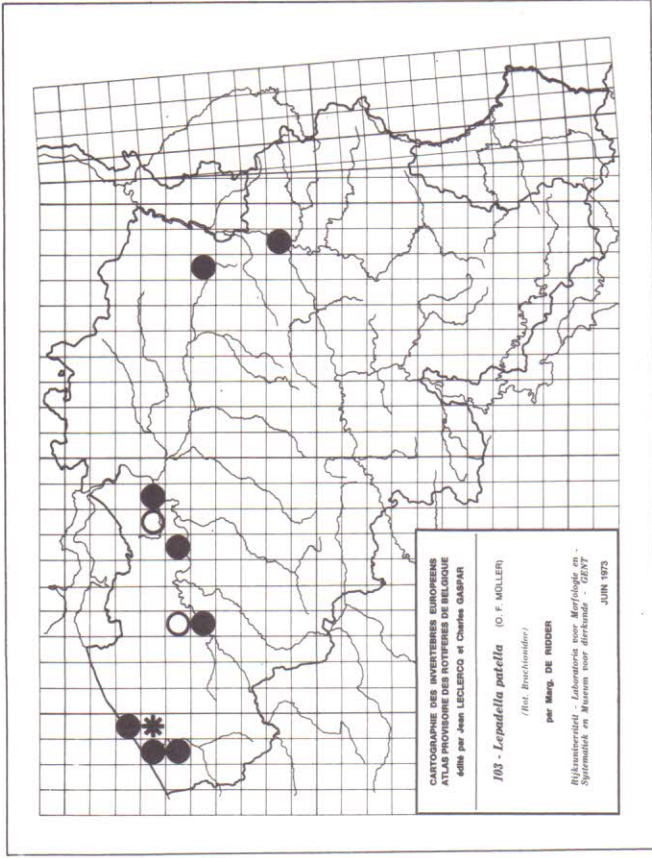 CARTOGRAPHIE DES INVERTEBRES EUROPEENS
ATLAS PROVISOIRE DES ROTIFERES DE BELGIQUE
édité par Jean LECLERCQ et Charles GASPAR
103 - Lepadella patella (O. F. MÜLLER)
(Rot. Brachionidae)
par Marg. DE RIDDER
Rijksuniversiteit - Laboratoria voor Morfologie en -
Systematiek en Museum voor dierkunde - GENT
JUIN 1973